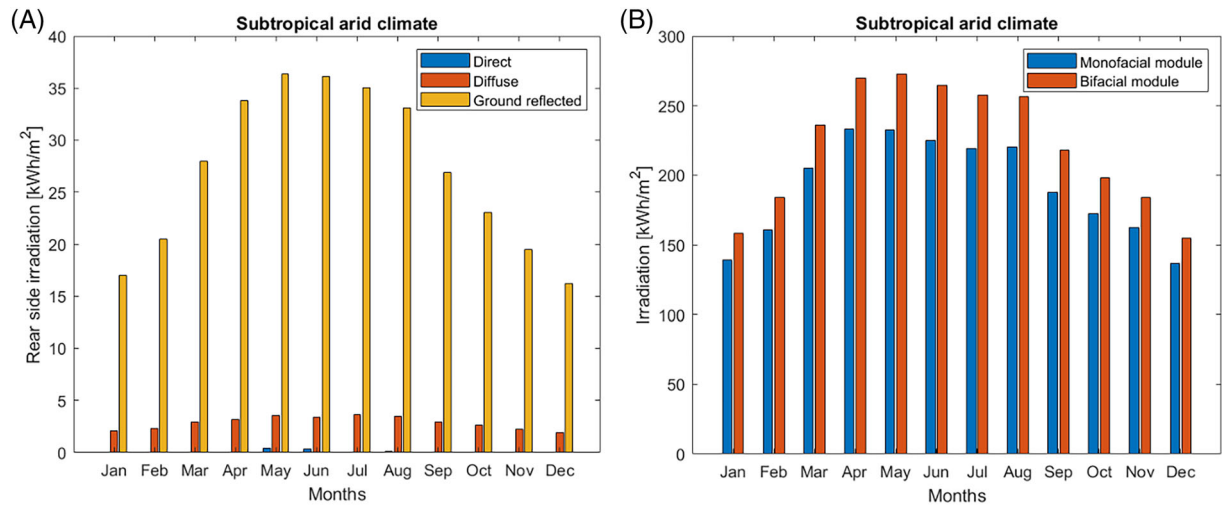 (A)
Subtropical arid climate
Rear side irradiation [kWh/m²]
40
35
30
25
20
15
10
5
0
Direct
Diffuse
Ground reflected
Jan Feb Mar Apr May Jun Jul Aug Sep Oct Nov Dec
Months
(B)
Subtropical arid climate
Irradiation [kWh/m²]
300
250
200
150
100
50
0
Monofacial module
Bifacial module
Jan Feb Mar Apr May Jun Jul Aug Sep Oct Nov Dec
Months